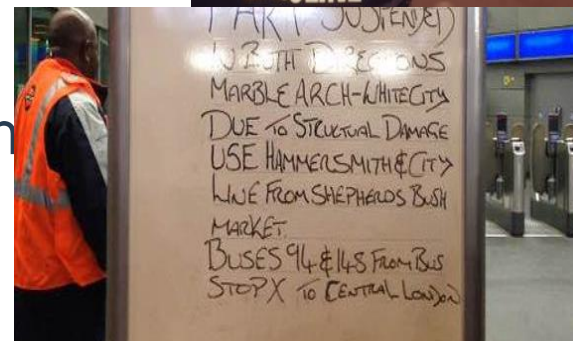 PART SUSPENDED
IN BOTH DIRECTIONS
MARBLE ARCH-WHITE CITY
DUE TO STRUCTUAL DAMAGE
USE HAMMERSMITH & CITY
LINE FROM SHEPHERDS BUSH
MARKET.
BUSES 94 & 148 FROM BUS
STOP X TO CENTRAL LONDON